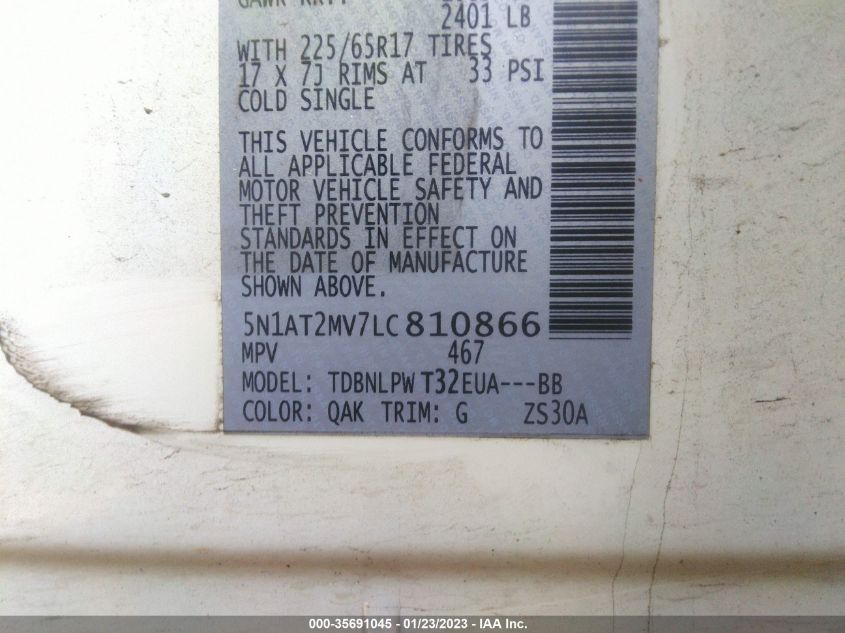 2401 LB
WITH 225/65R17 TIRES
17 X 7J RIMS AT 33 PSI
COLD SINGLE
THIS VEHICLE CONFORMS TO
ALL APPLICABLE FEDERAL
MOTOR VEHICLE SAFETY AND
THEFT PREVENTION
STANDARDS IN EFFECT ON
THE DATE OF MANUFACTURE
SHOWN ABOVE.
5N1AT2MV7LC810866
MPV 467
MODEL: TDBNLPW T32EUA---BB
COLOR: QAK TRIM: G ZS30A
000-35691045 - 01/23/2023 - IAA Inc.